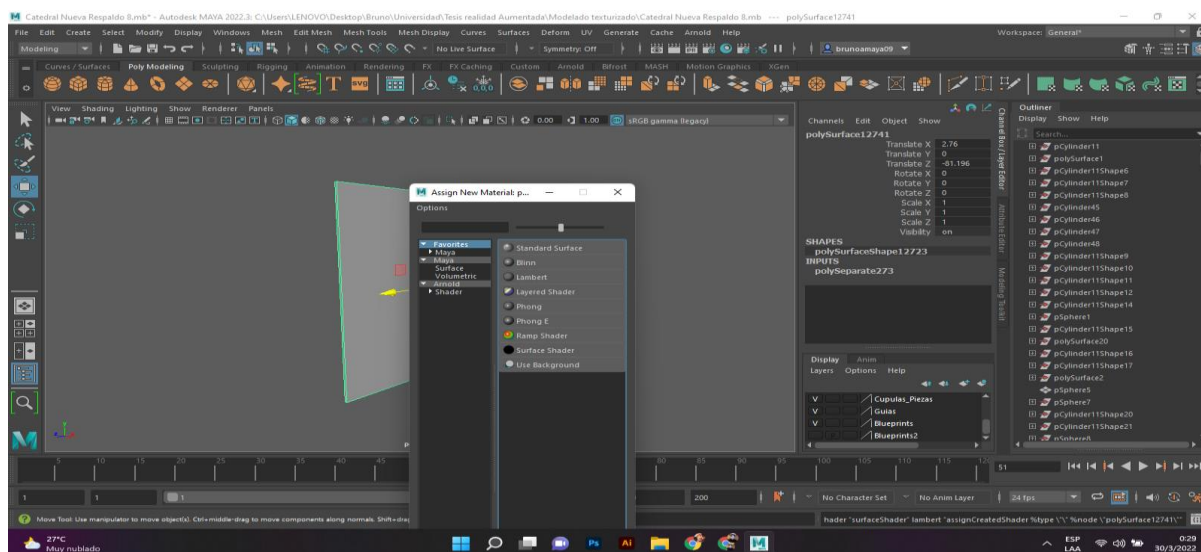 Catedral Nueva Respaldo 8.mb* - Autodesk MAYA 2022.3: C:\Users\LENOVO\Desktop\Bruno\Universidad\Tesis realidad Aumentada\Modelado texturizado\Catedral Nueva Respaldo 8.mb --- polySurface12741
File Edit Create Select Modify Display Windows Mesh Edit Mesh Mesh Tools Mesh Display Curves Surfaces Deform UV Generate Cache Arnold Help Workspace: General*
Modeling No Live Surface Symmetry: Off brunoamaya09
Curves / Surfaces Poly Modeling Sculpting Rigging Animation Rendering FX FX Caching Custom Arnold Bifrost MASH Motion Graphics XGen
View Shading Lighting Show Renderer Panels
0.00 1.00 sRGB gamma (legacy)
Assign New Material: p...
Options
Favorites
Maya
Maya
Surface
Volumetric
Arnold
Shader
Standard Surface
Blinn
Lambert
Layered Shader
Phong
Phong E
Ramp Shader
Surface Shader
Use Background
Channels Edit Object Show
polySurface12741
Translate X 2.76
Translate Y 0
Translate Z -81.196
Rotate X 0
Rotate Y 0
Rotate Z 0
Scale X 1
Scale Y 1
Scale Z 1
Visibility on
SHAPES
polySurfaceShape12723
INPUTS
polySeparate273
Display Anim
Layers Options Help
V Cupulas_Piezas
V Guias
V Blueprints
Blueprints2
Channel Box / Layer Editor
Attribute Editor
Modeling Toolkit
Outliner
Display Show Help
Search...
pCylinder11
polySurface1
pCylinder11Shape6
pCylinder11Shape7
pCylinder11Shape8
pCylinder45
pCylinder46
pCylinder47
pCylinder48
pCylinder11Shape9
pCylinder11Shape10
pCylinder11Shape11
pCylinder11Shape12
pCylinder11Shape14
pSphere1
pCylinder11Shape15
polySurface20
pCylinder11Shape16
pCylinder11Shape17
polySurface2
pSphere5
pSphere7
pCylinder11Shape20
pCylinder11Shape21
pSphere8
5 10 15 20 25 30 35 40 45 80 85 90 95 100 105 110 115 120 51
1 1 1 200 No Character Set No Anim Layer 24 fps
Move Tool: Use manipulator to move object(s). Ctrl+middle-drag to move components along normals. Shift+drag
hader "surfaceShader" lambert "assignCreatedShader %type \"\" %node \"polySurface12741\""
27°C
Muy nublado
ESP
LAA
0:29
30/3/2022